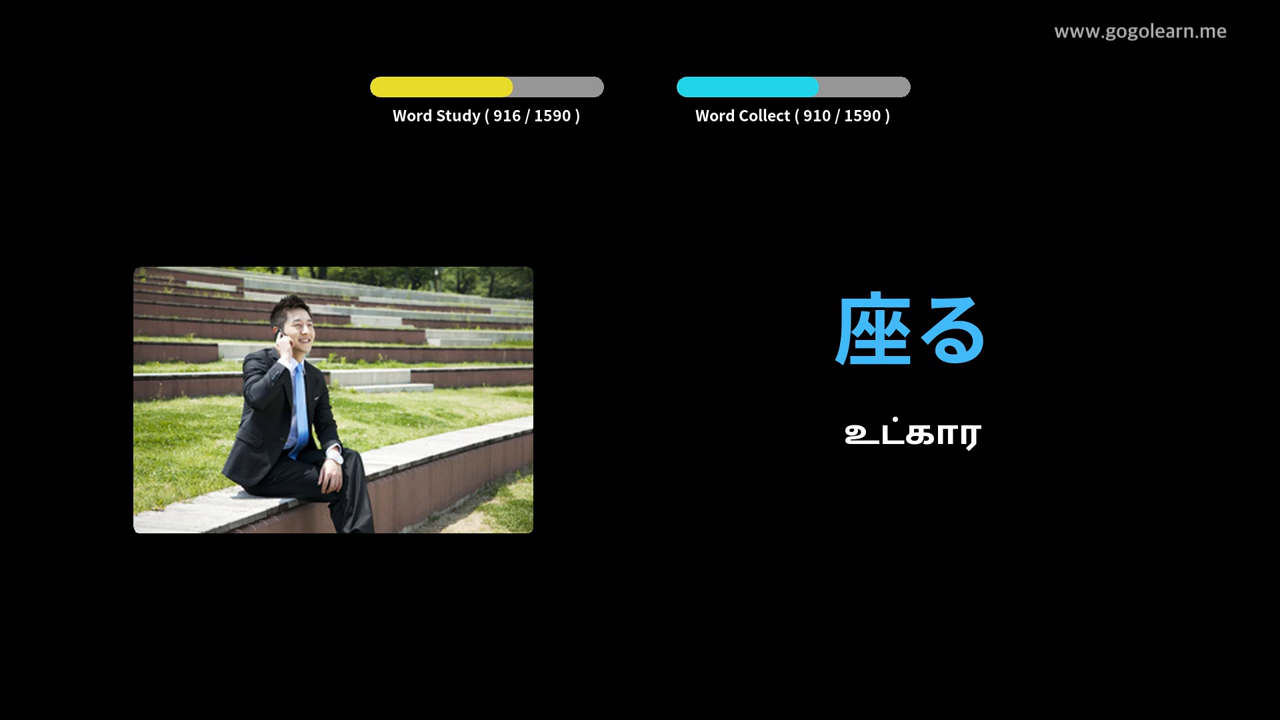 www.gogolearn.me
Word Study ( 916 / 1590 )
Word Collect ( 910 / 1590 )
座る
உட்கார